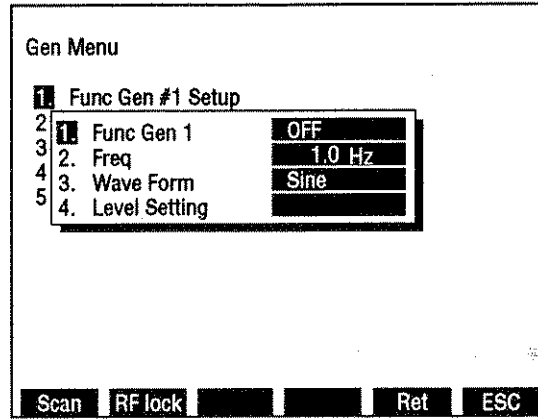 Gen Menu
1. Func Gen #1 Setup
2
3
4
5
1. Func Gen 1 OFF
2. Freq 1.0 Hz
3. Wave Form Sine
4. Level Setting
Scan RF lock Ret ESC